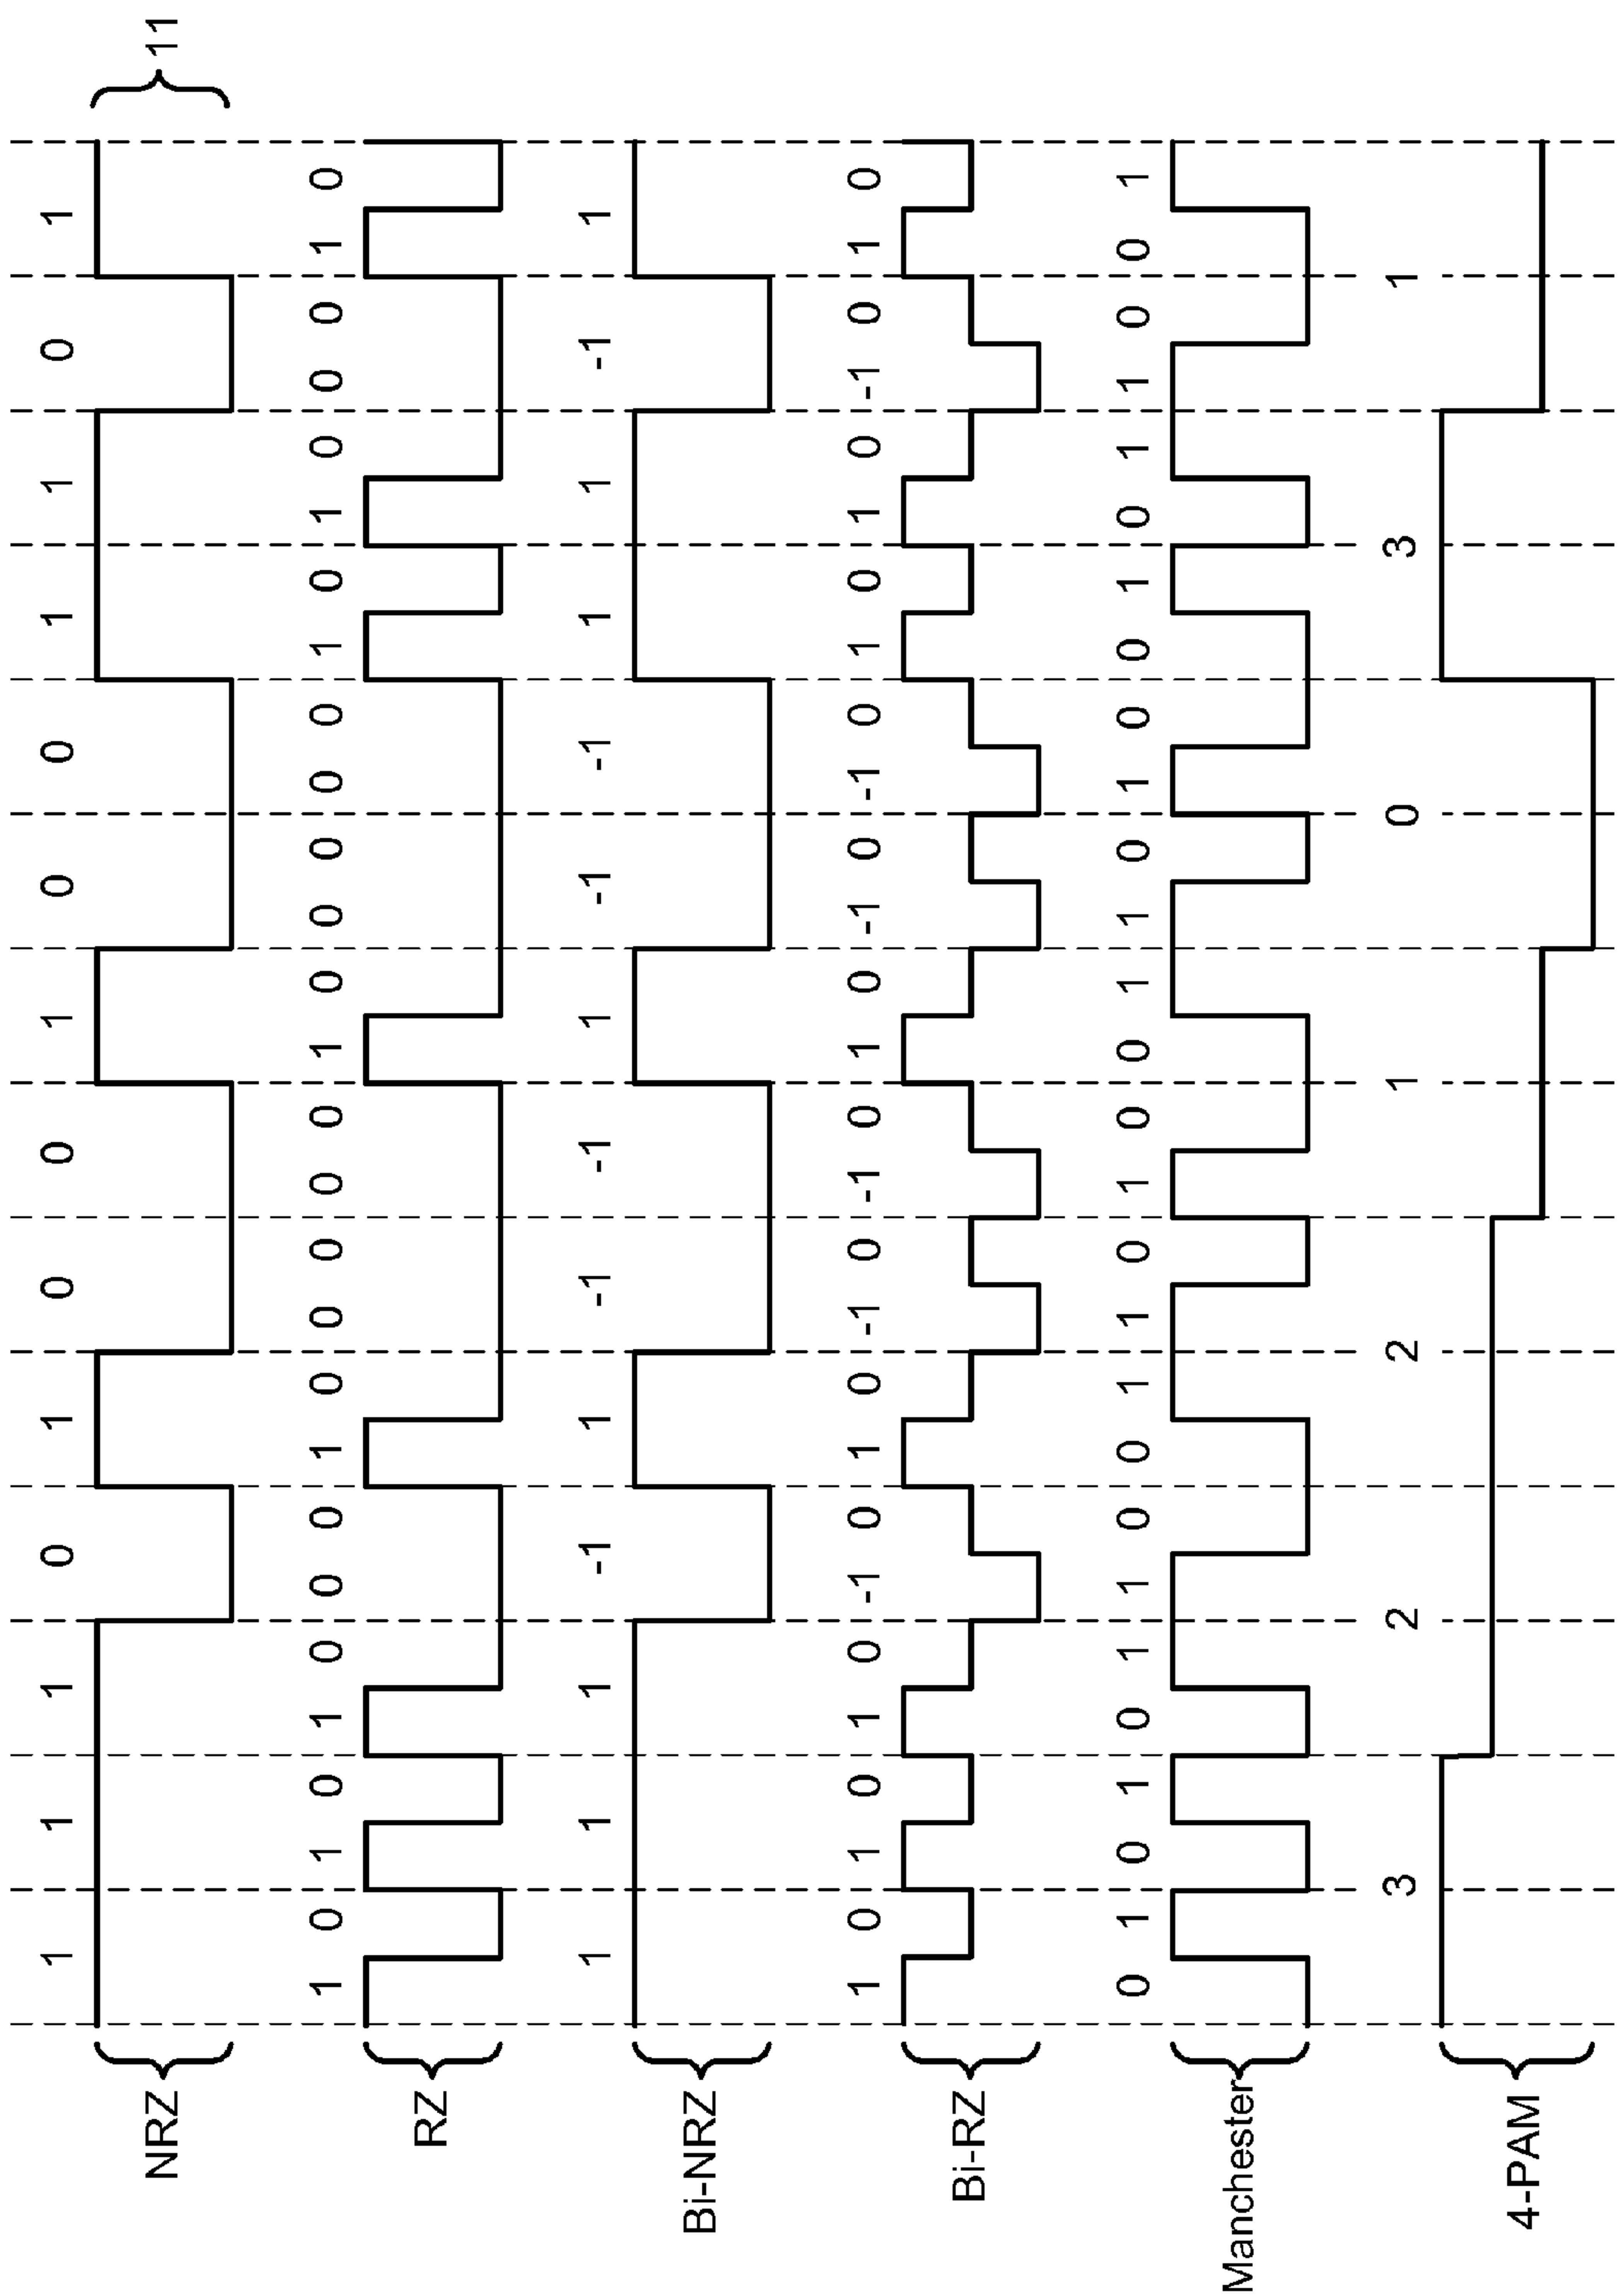 1 1 1 0 1 0 0 1 0 0 1 1 0 1
NRZ
11
1 0 1 0 1 0 0 0 1 0 0 0 0 0 1 0 0 0 0 0 1 0 1 0 0 0 1 0
RZ
1 1 1 -1 1 -1 -1 1 -1 -1 1 1 -1 1
Bi-NRZ
1 0 1 0 1 0 -1 0 1 0 -1 0 -1 0 1 0 -1 0 -1 0 1 0 1 0 -1 0 1 0
Bi-RZ
0 1 0 1 0 1 1 0 0 1 1 0 1 0 0 1 1 0 1 0 0 1 0 1 1 0 0 1
Manchester
3 2 2 1 0 3 1
4-PAM